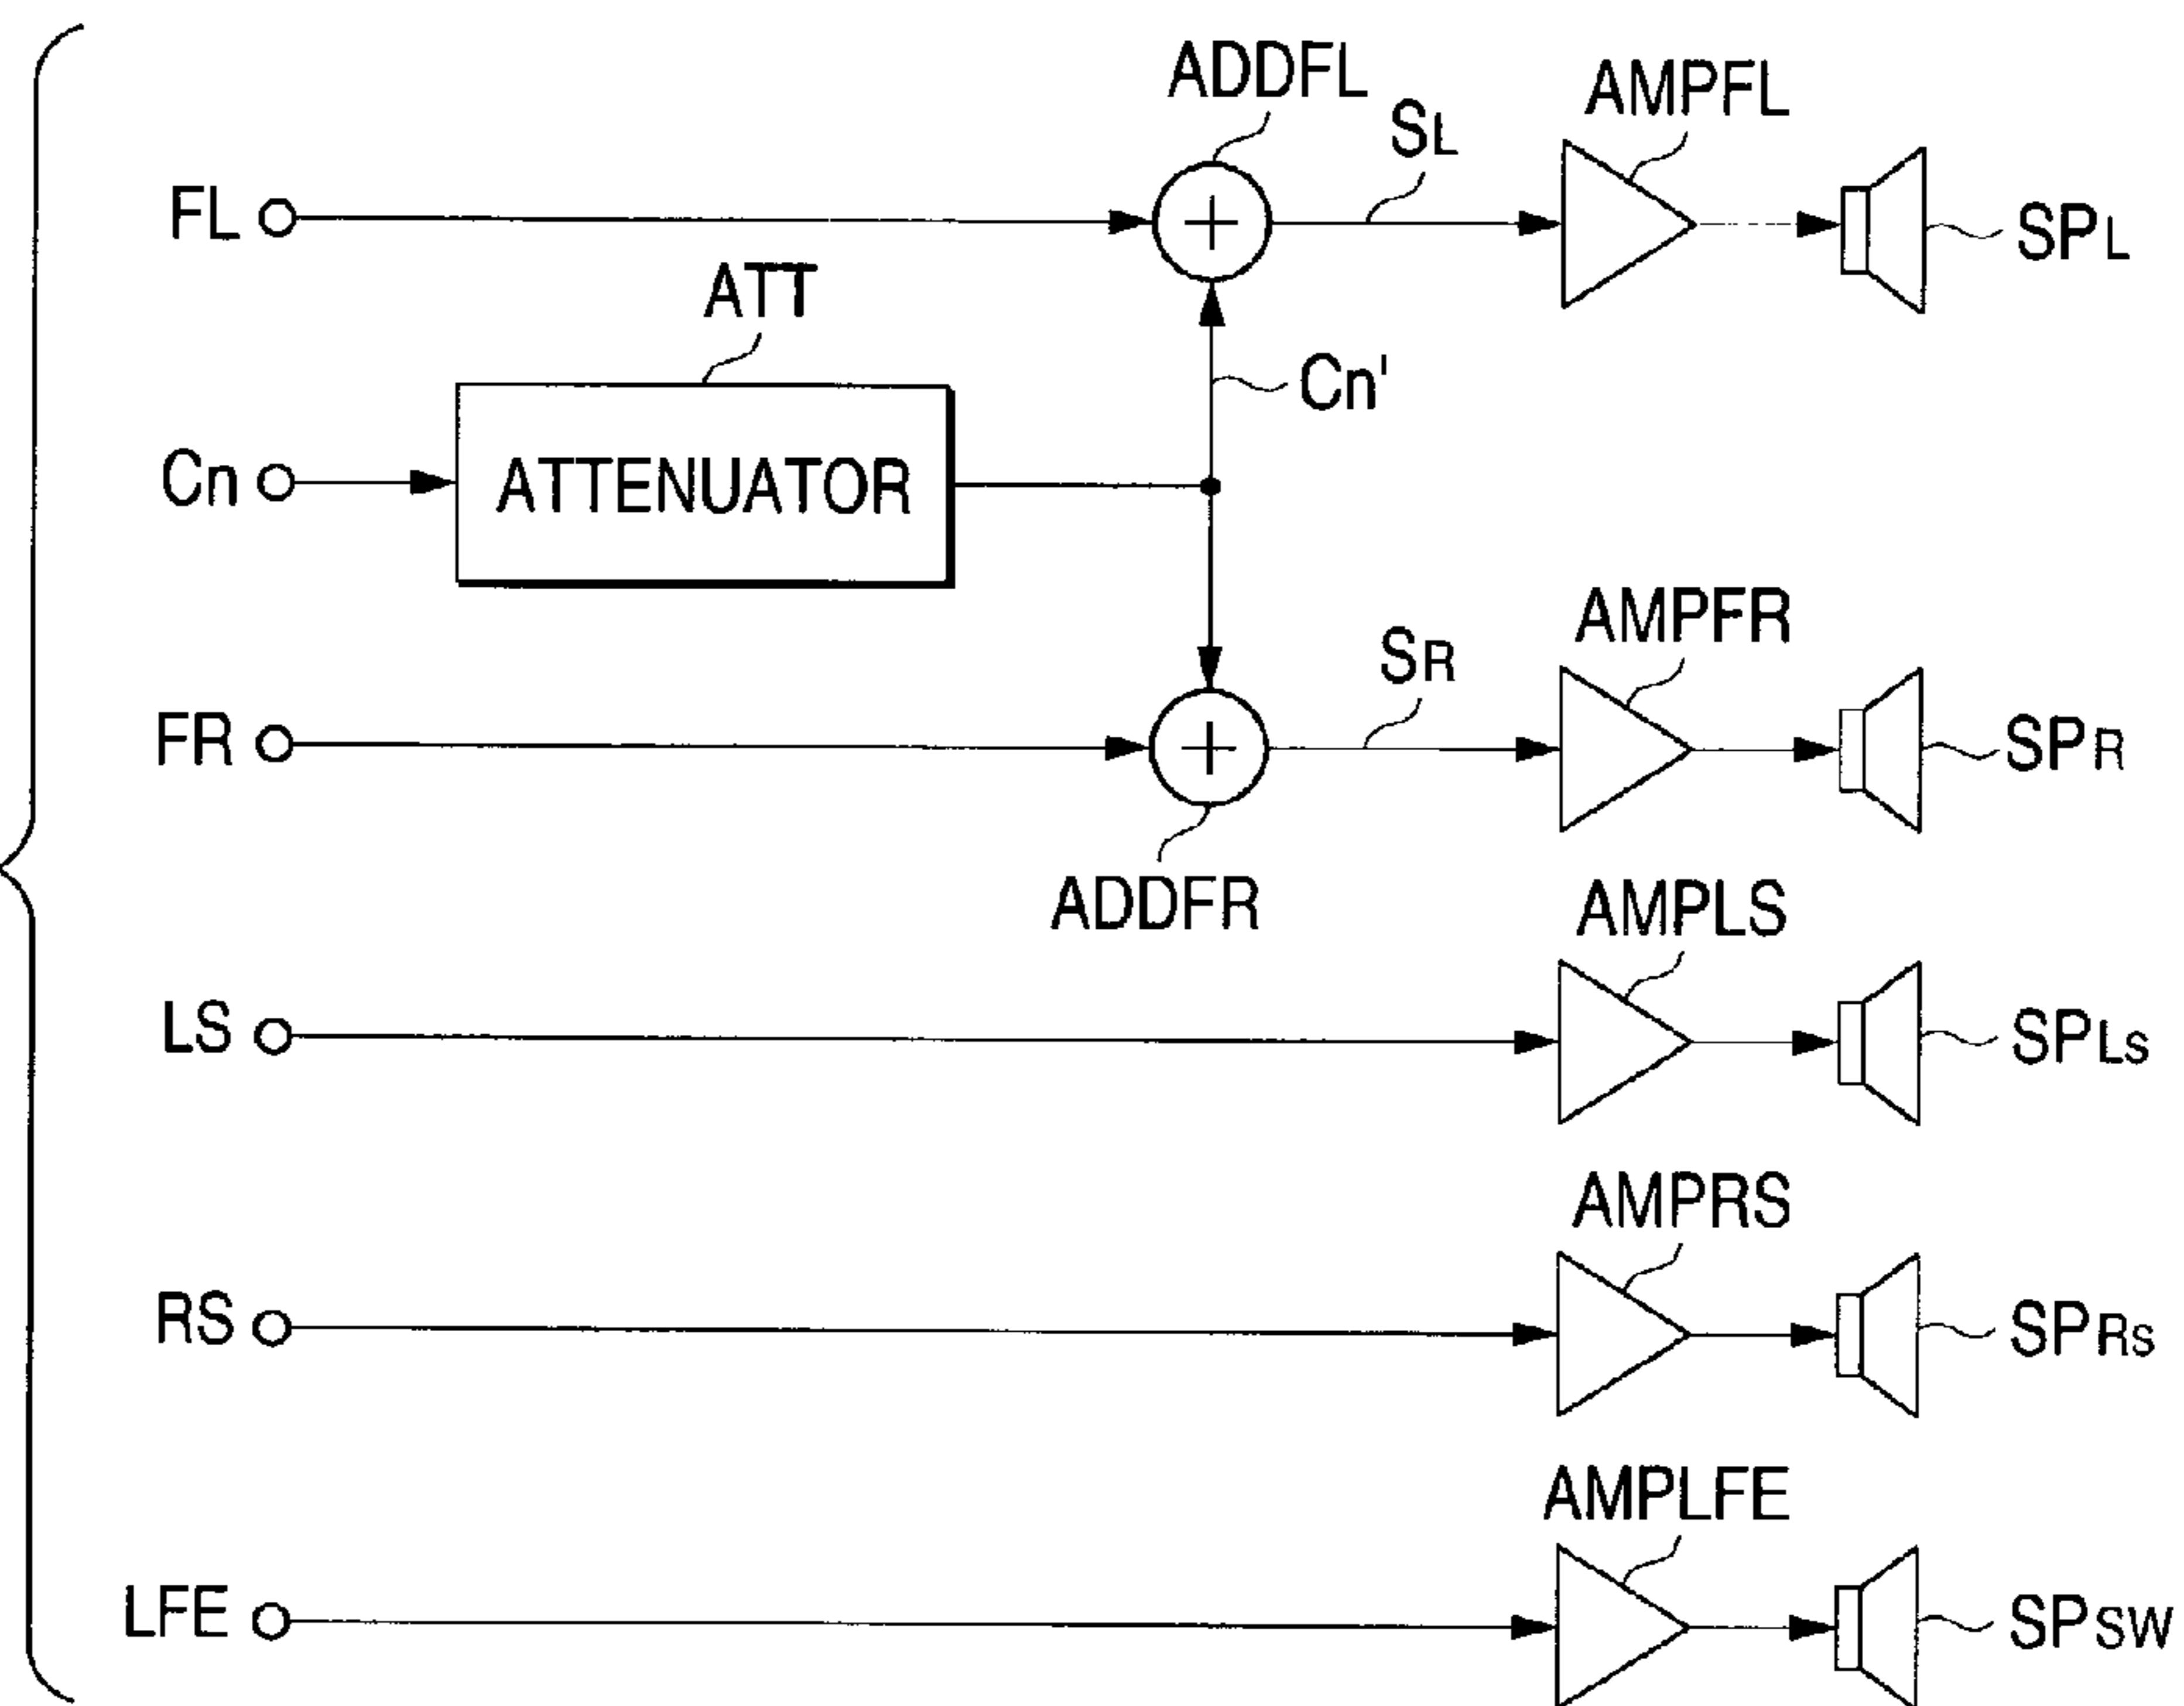 ADDFL
AMPFL
SL
FL
SPL
ATT
Cn'
Cn
ATTENUATOR
AMPFR
SR
FR
SPR
ADDFR
AMPLS
LS
SPLS
AMPRS
RS
SPRS
AMPLFE
LFE
SPSW